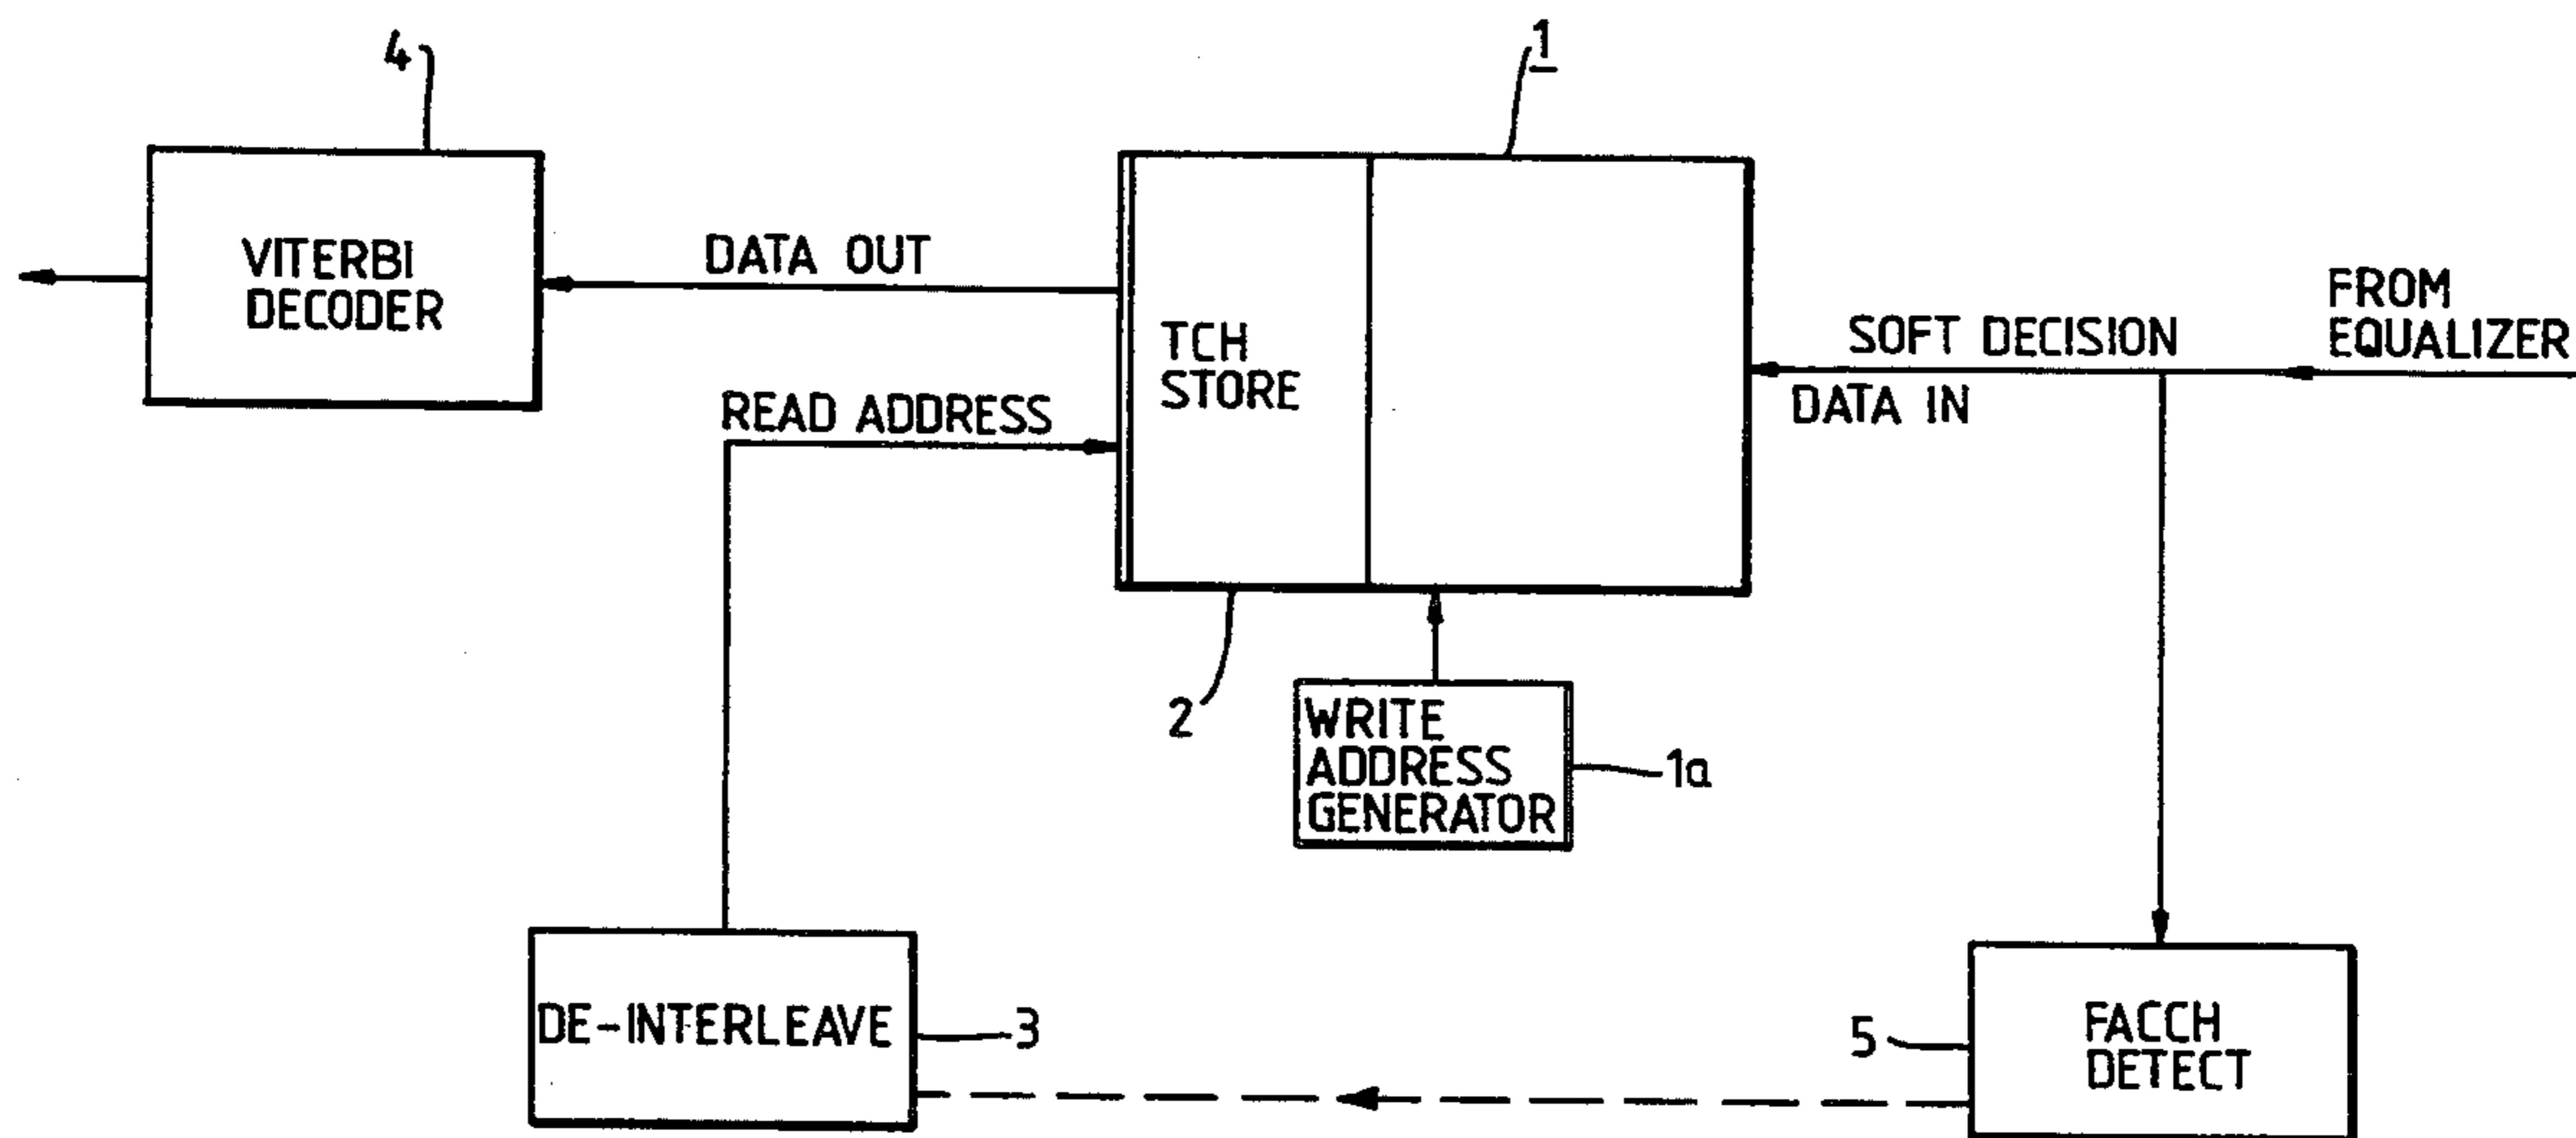 4
1
VITERBI
DECODER
DATA OUT
TCH
STORE
READ ADDRESS
SOFT DECISION
DATA IN
FROM
EQUALIZER
2
WRITE
ADDRESS
GENERATOR
1a
DE-INTERLEAVE
3
5
FACCH
DETECT